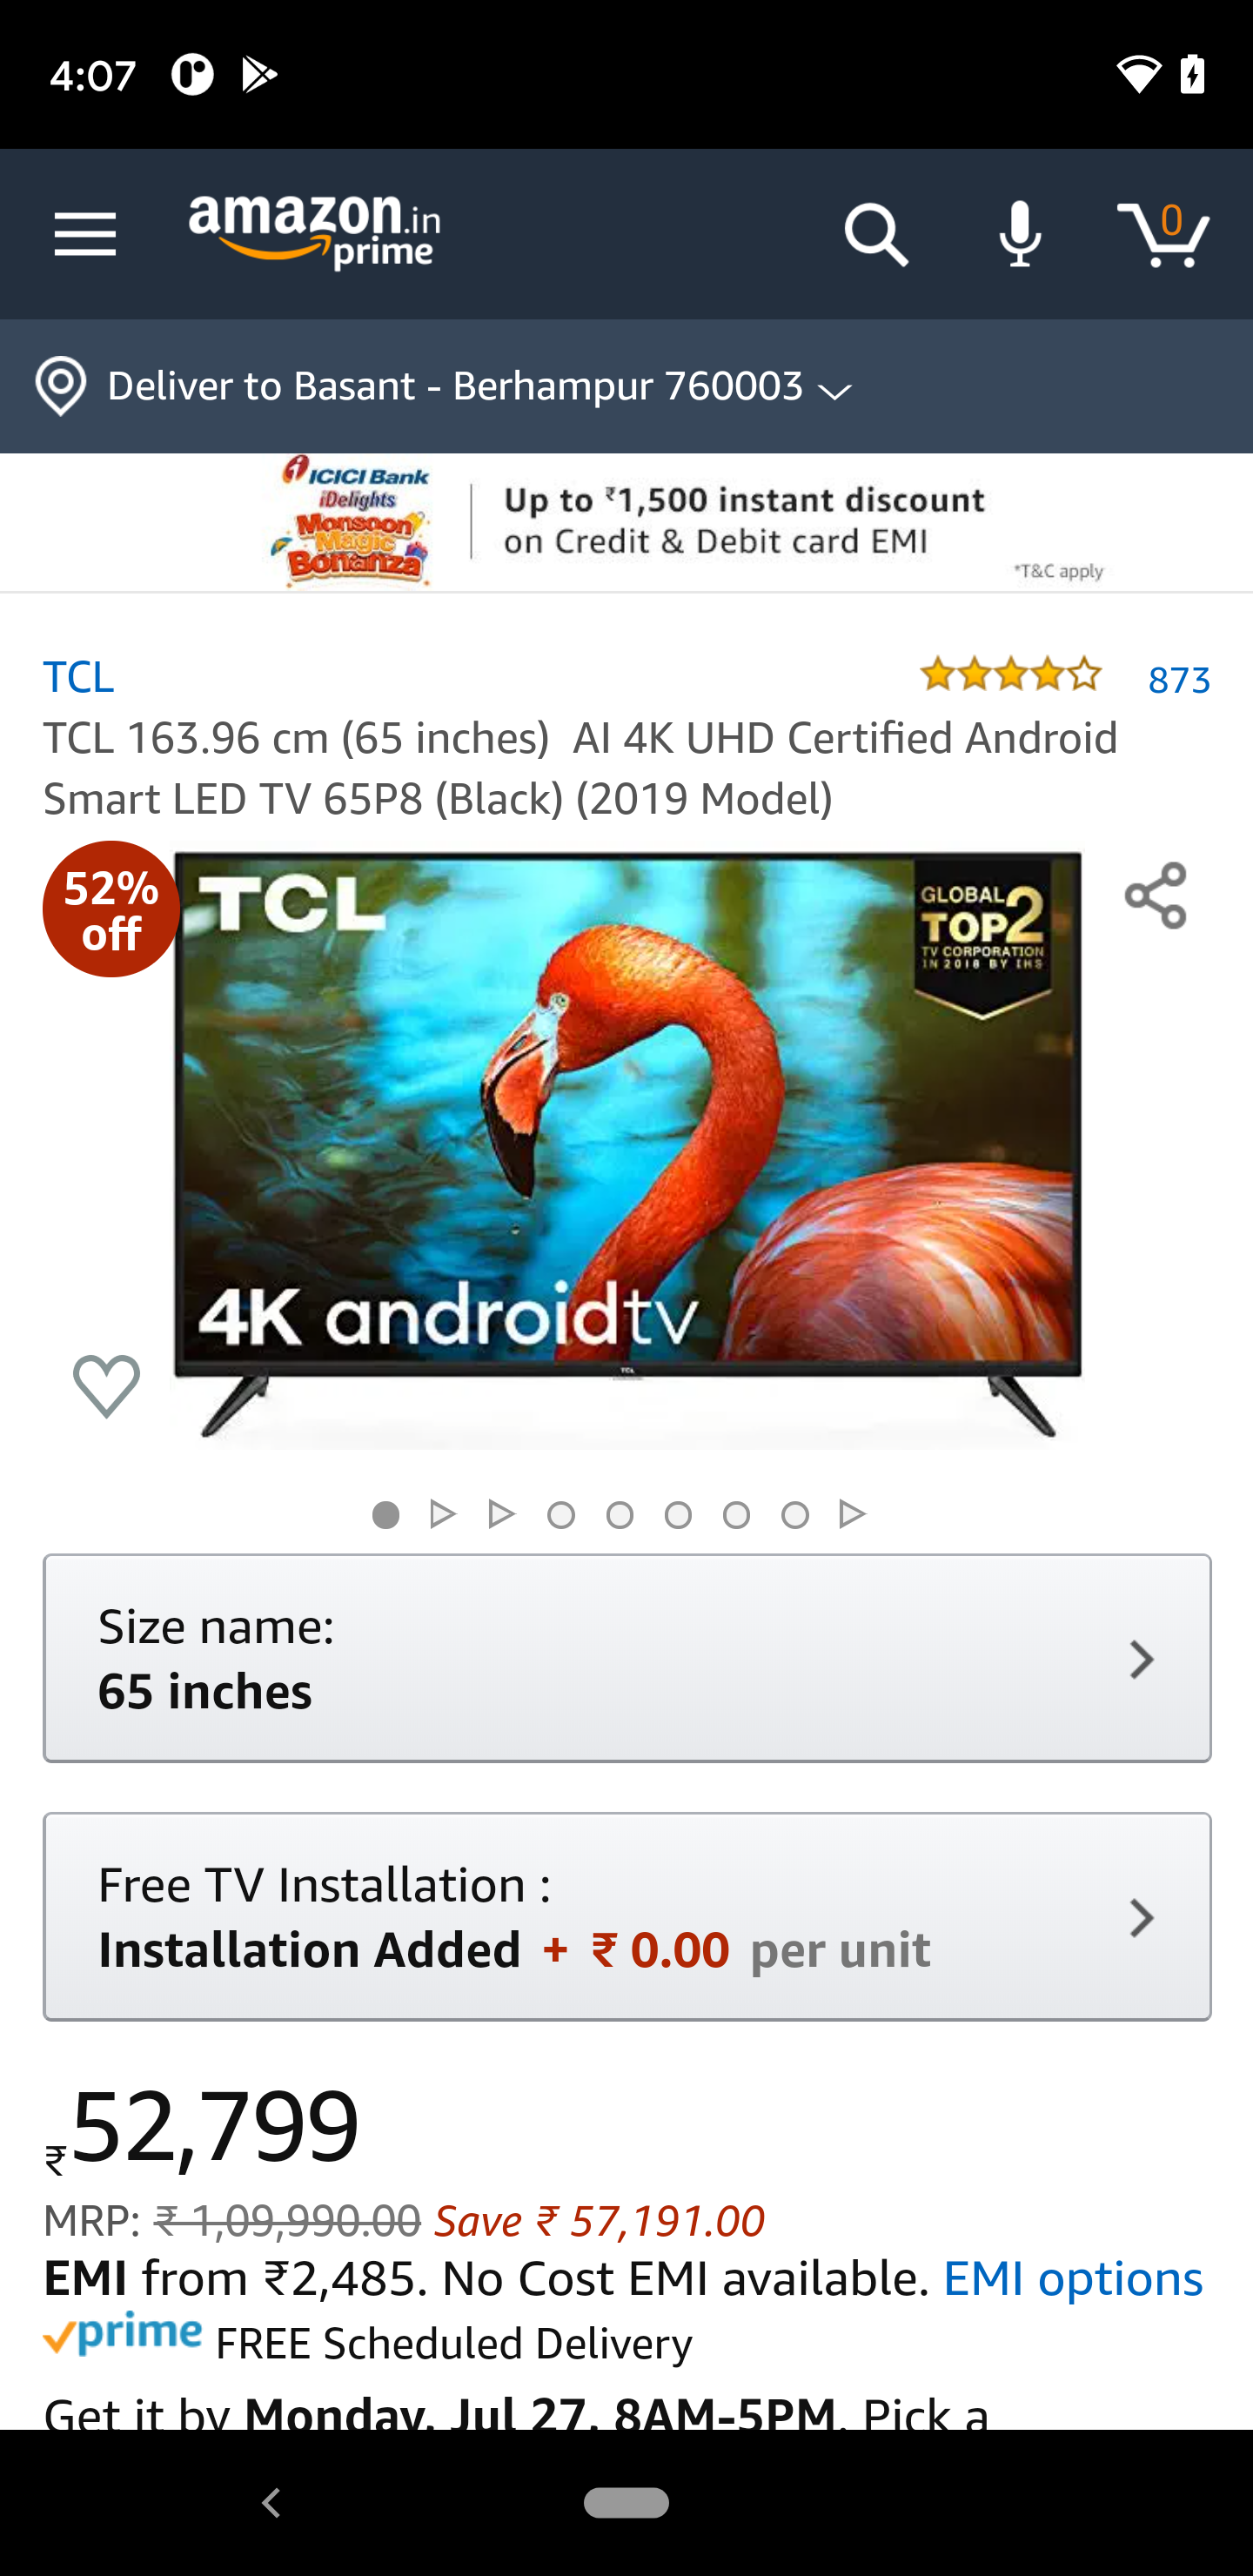 4:07
amazon.in
prime
0
Deliver to Basant - Berhampur 760003
ICICI Bank
iDelights
Monsoon
Magic
Bonanza
Up to ₹1,500 instant discount
on Credit & Debit card EMI
*T&C apply
TCL
873
TCL 163.96 cm (65 inches) AI 4K UHD Certified Android
Smart LED TV 65P8 (Black) (2019 Model)
52%
off
TCL
GLOBAL
TOP2
TV CORPORATION
IN 2018 BY IHS
4K androidtv
TCL
Size name:
65 inches
Free TV Installation :
Installation Added + ₹ 0.00 per unit
₹52,799
MRP: ₹ 1,09,990.00 Save ₹ 57,191.00
EMI from ₹2,485. No Cost EMI available. EMI options
prime FREE Scheduled Delivery
Get it by Monday, Jul 27, 8AM-5PM. Pick a